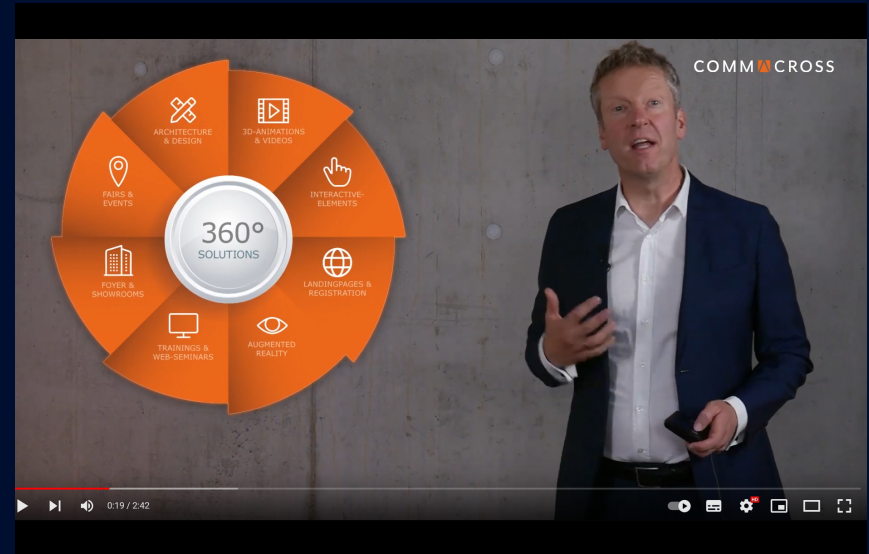 COMMACROSS
ARCHITECTURE
& DESIGN
3D-ANIMATIONS
& VIDEOS
FAIRS &
EVENTS
INTERACTIVE-
ELEMENTS
360°
SOLUTIONS
FOYER &
SHOWROOMS
LANDINGPAGES &
REGISTRATION
TRAININGS &
WEB-SEMINARS
AUGMENTED
REALITY
0:19 / 2:42
HD